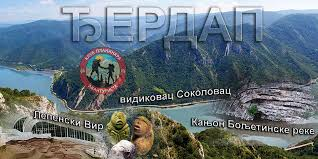 ЂЕРДАП
видиковац Соколовац
Лепенски Вир
Кањон Бољетинске реке